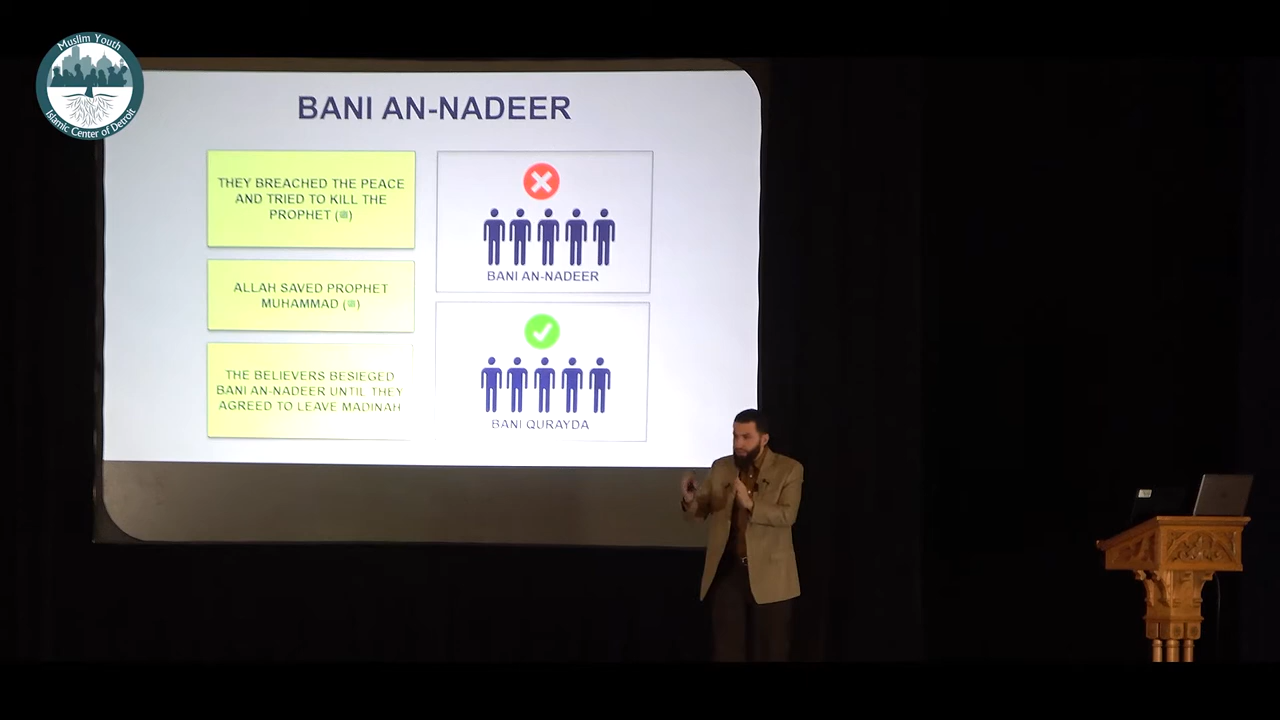 Muslim Youth
Islamic Center of Detroit
BANI AN-NADEER
THEY BREACHED THE PEACE
AND TRIED TO KILL THE
PROPHET (ﷺ)
ALLAH SAVED PROPHET
MUHAMMAD (ﷺ)
THE BELIEVERS BESIEGED
BANI AN-NADEER UNTIL THEY
AGREED TO LEAVE MADINAH
BANI AN-NADEER
BANI QURAYDA